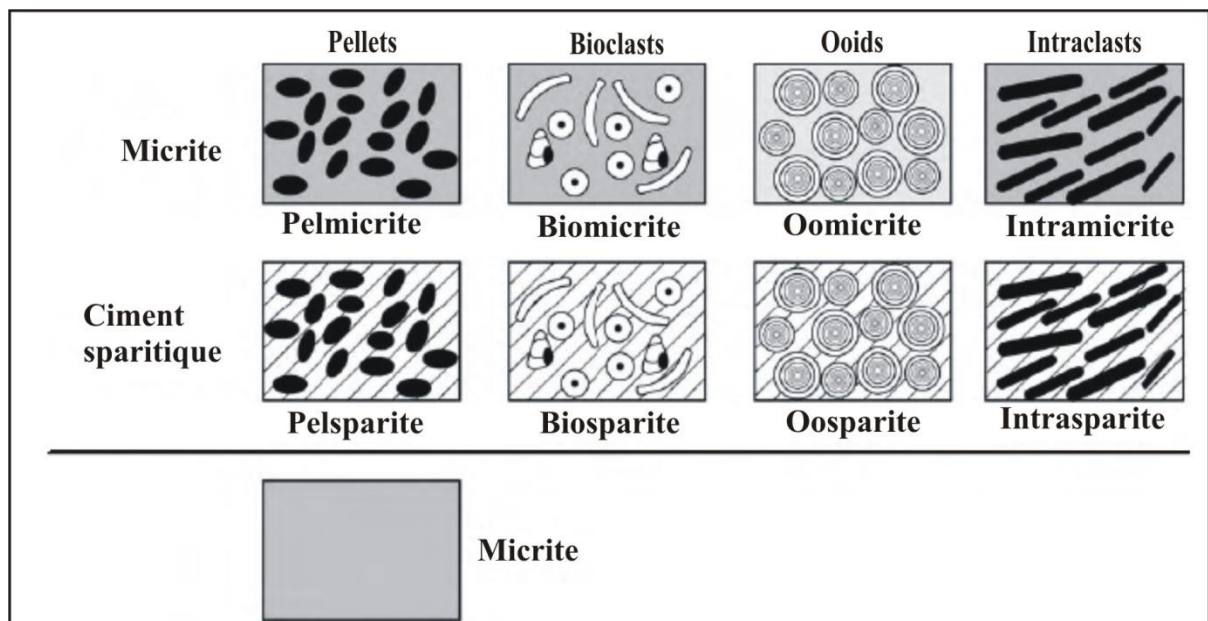 Pellets Bioclasts Ooids Intraclasts
Micrite
Pelmicrite Biomicrite Oomicrite Intramicrite
Ciment
sparitique
Pelsparite Biosparite Oosparite Intrasparite
Micrite